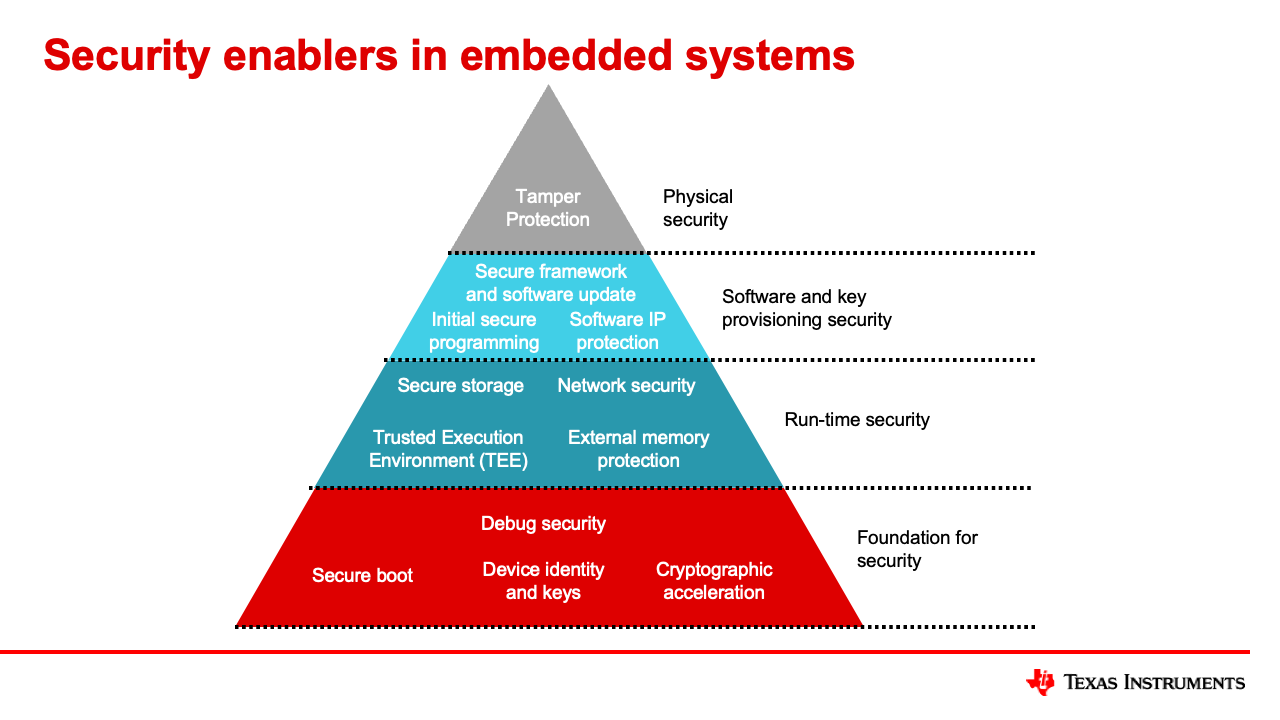 Security enablers in embedded systems
Tamper
Protection
Physical
security
Secure framework
and software update
Initial secure
programming
Software IP
protection
Software and key
provisioning security
Secure storage
Network security
Trusted Execution
Environment (TEE)
External memory
protection
Run-time security
Debug security
Secure boot
Device identity
and keys
Cryptographic
acceleration
Foundation for
security
TEXAS INSTRUMENTS